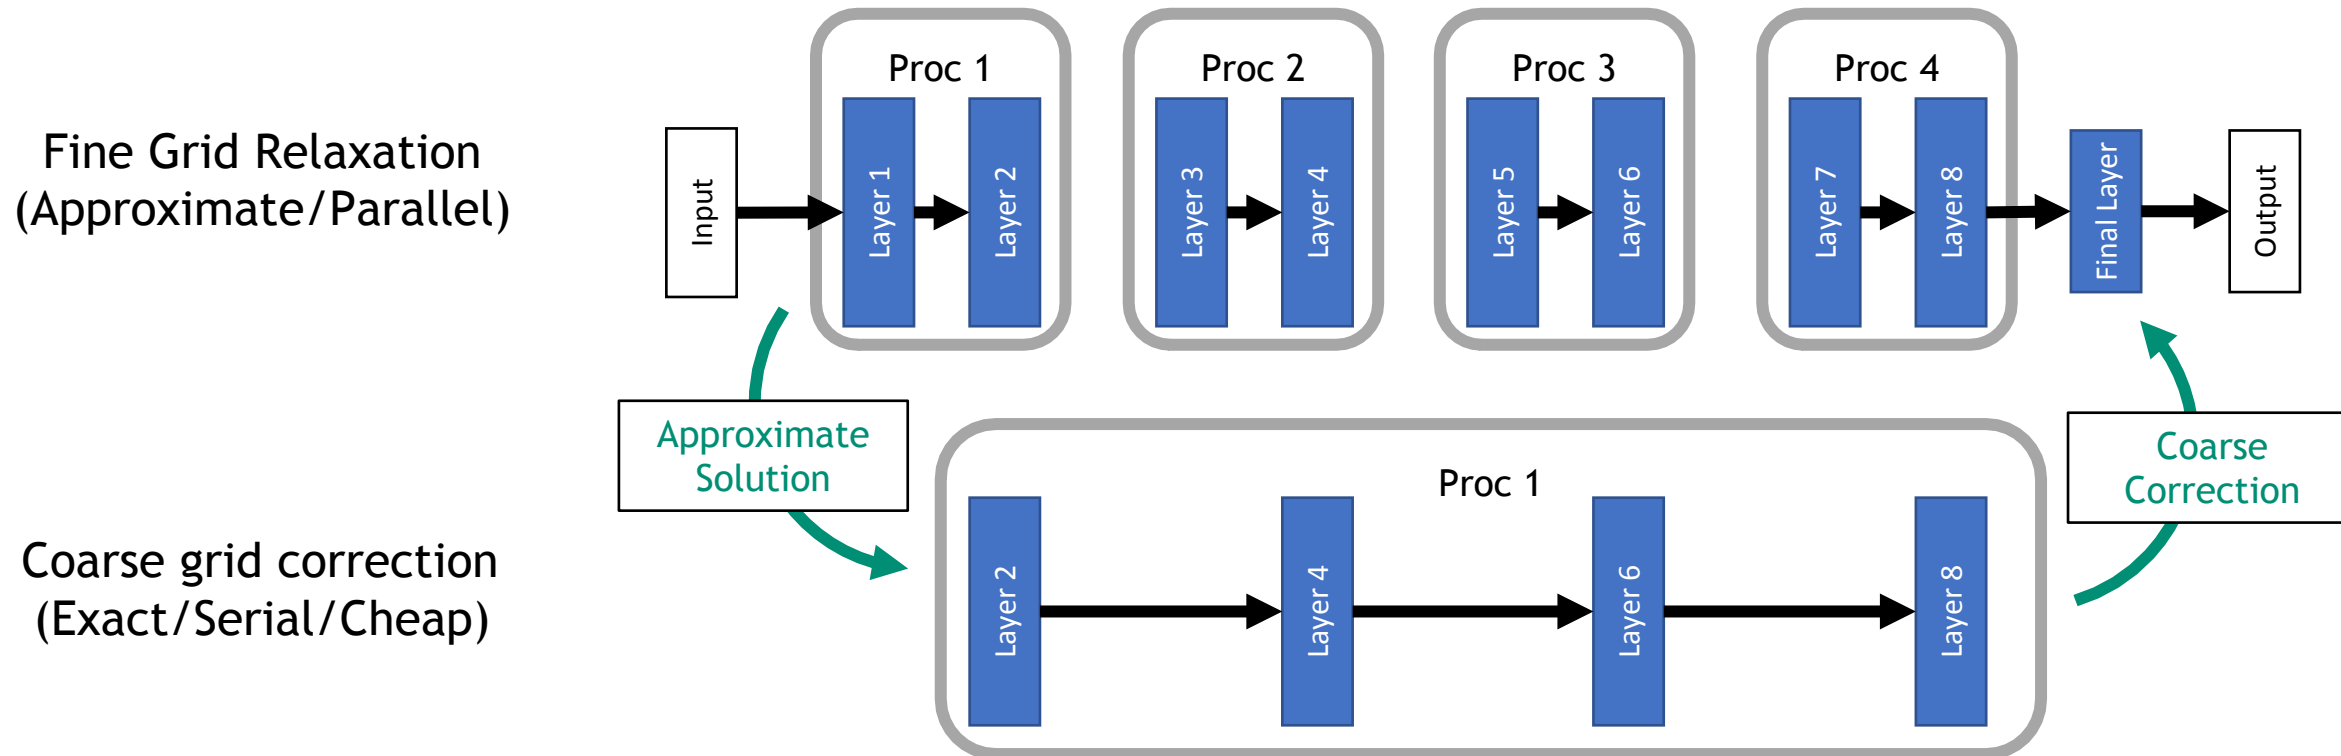 Fine Grid Relaxation
(Approximate/Parallel)
Input
Proc 1
Layer 1
Layer 2
Proc 2
Layer 3
Layer 4
Proc 3
Layer 5
Layer 6
Proc 4
Layer 7
Layer 8
Final Layer
Output
Approximate
Solution
Coarse
Correction
Coarse grid correction
(Exact/Serial/Cheap)
Proc 1
Layer 2
Layer 4
Layer 6
Layer 8